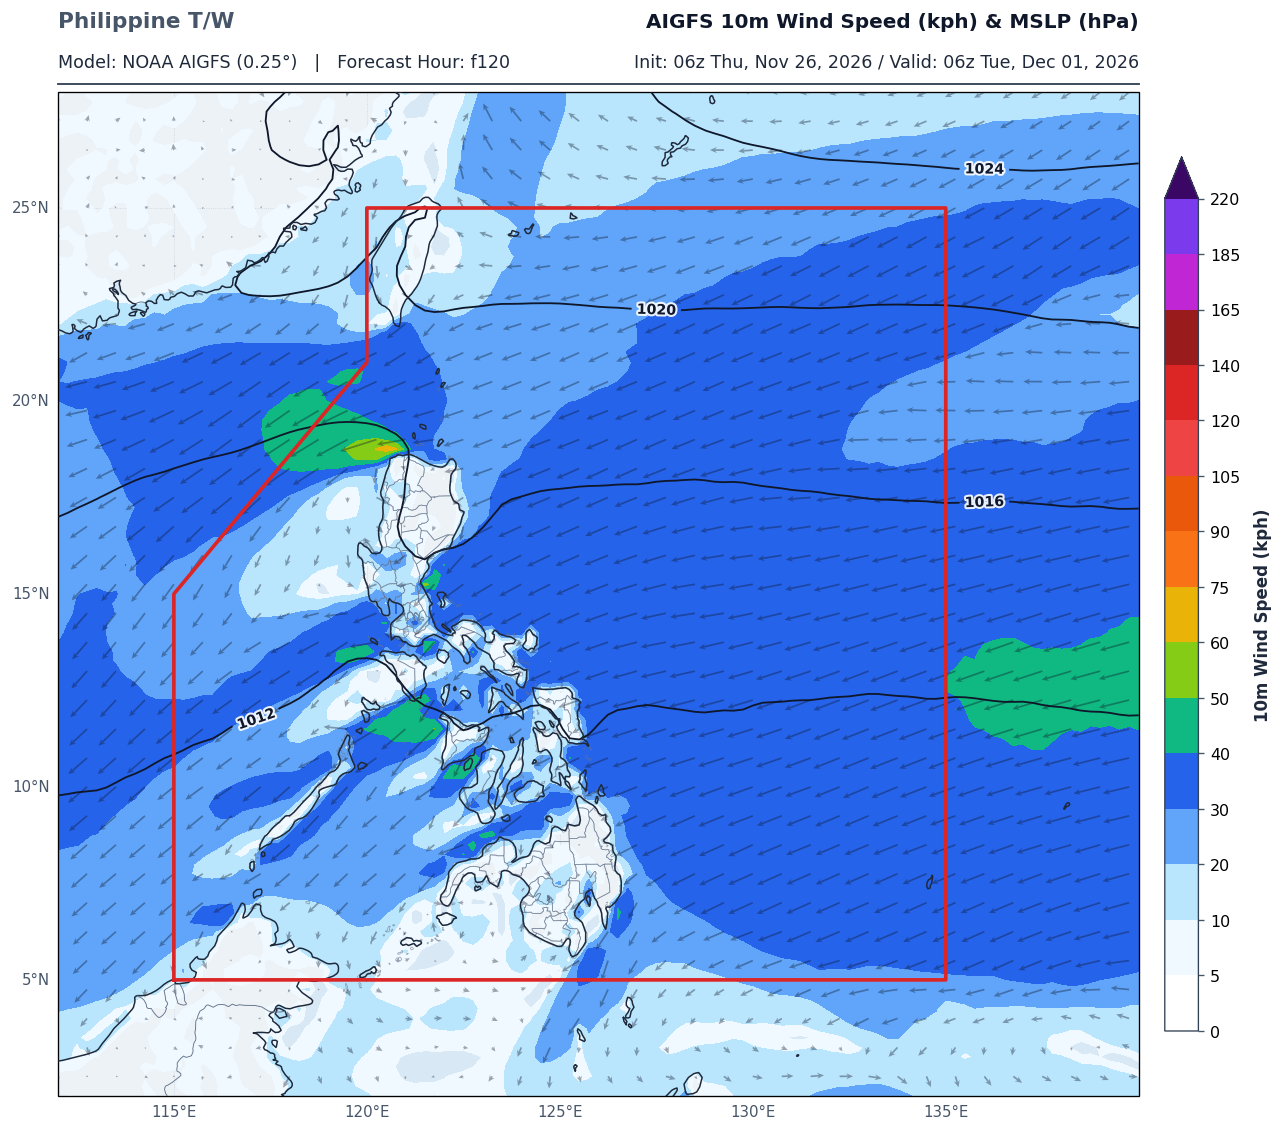 Philippine T/W
AIGFS 10m Wind Speed (kph) & MSLP (hPa)
Model: NOAA AIGFS (0.25°) | Forecast Hour: f120
Init: 06z Thu, Nov 26, 2026 / Valid: 06z Tue, Dec 01, 2026
1024
1020
1016
1012
25°N
20°N
15°N
10°N
5°N
115°E
120°E
125°E
130°E
135°E
220
185
165
140
120
105
90
75
60
50
40
30
20
10
5
0
10m Wind Speed (kph)